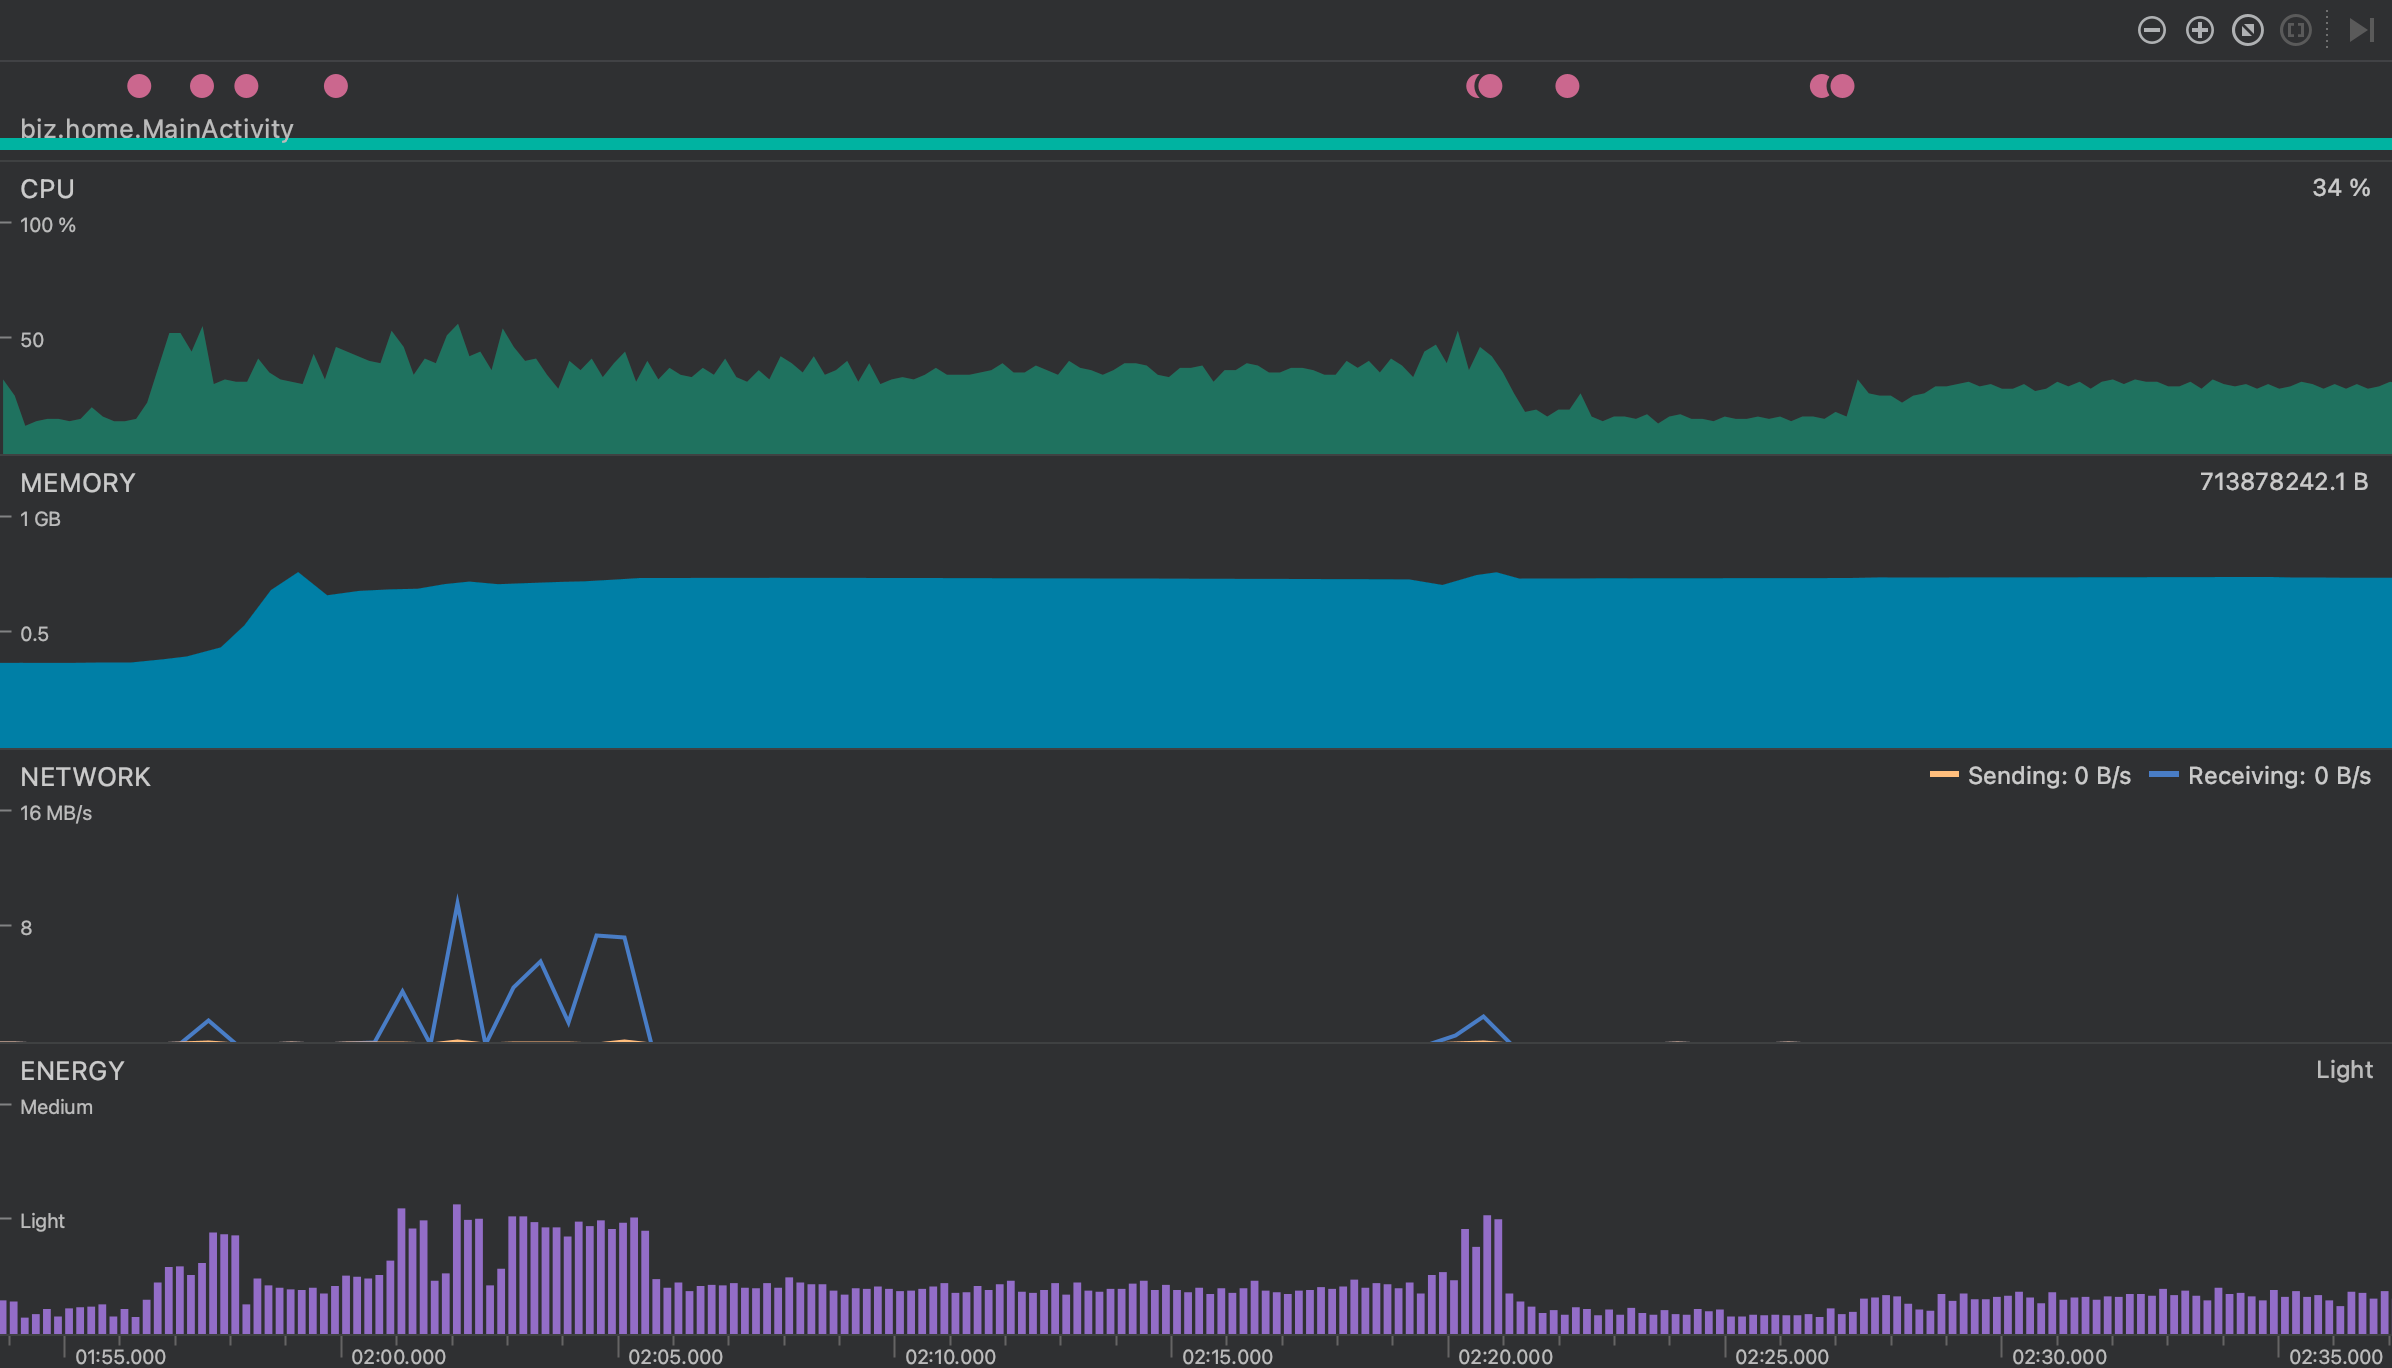 biz.home.MainActivity
CPU
34 %
100 %
50
MEMORY
713878242.1 B
1 GB
0.5
NETWORK
Sending: 0 B/s Receiving: 0 B/s
16 MB/s
8
ENERGY
Light
Medium
Light
01:55.000 02:00.000 02:05.000 02:10.000 02:15.000 02:20.000 02:25.000 02:30.000 02:35.000